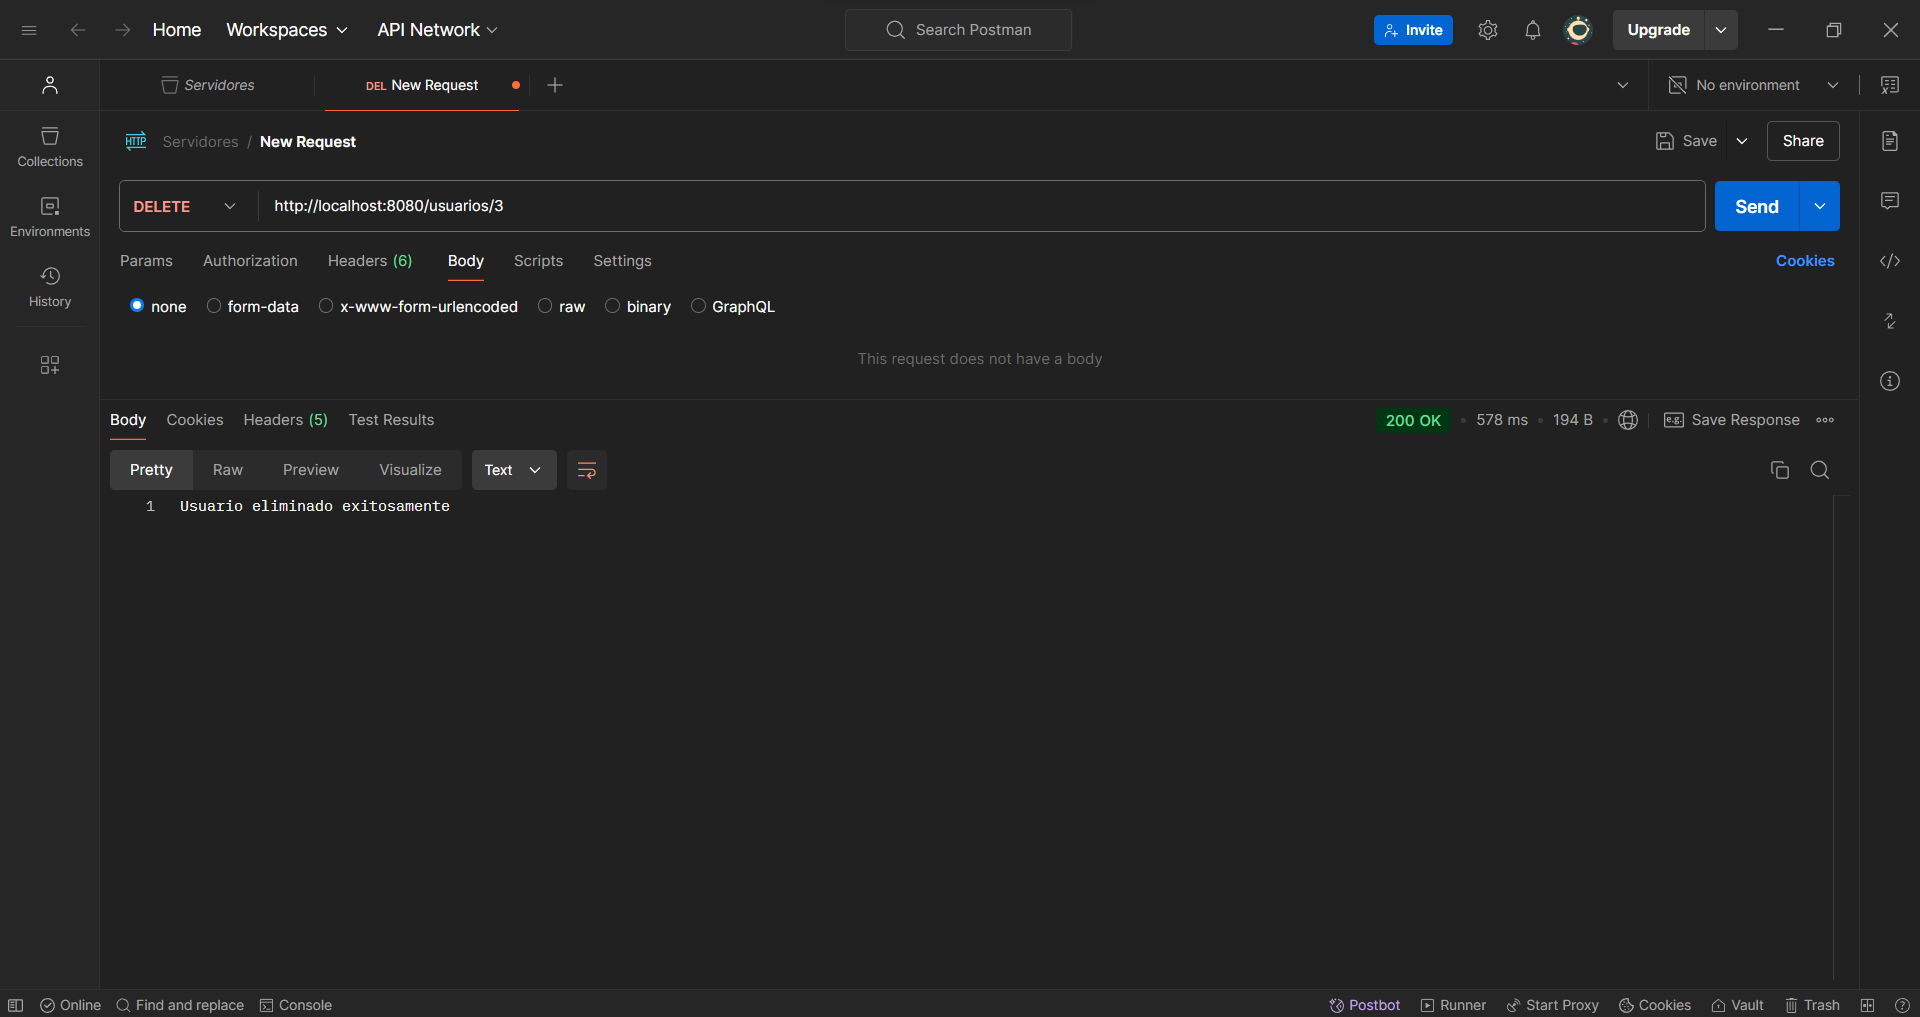 Home Workspaces API Network Search Postman Invite Upgrade
Servidores DEL New Request No environment
HTTP Servidores / New Request Save Share
Collections
Environments
History
DELETE http://localhost:8080/usuarios/3 Send
Params Authorization Headers (6) Body Scripts Settings Cookies
none form-data x-www-form-urlencoded raw binary GraphQL
This request does not have a body
Body Cookies Headers (5) Test Results 200 OK 578 ms 194 B e.g. Save Response
Pretty Raw Preview Visualize Text
1 Usuario eliminado exitosamente
Online Find and replace Console Postbot Runner Start Proxy Cookies Vault Trash